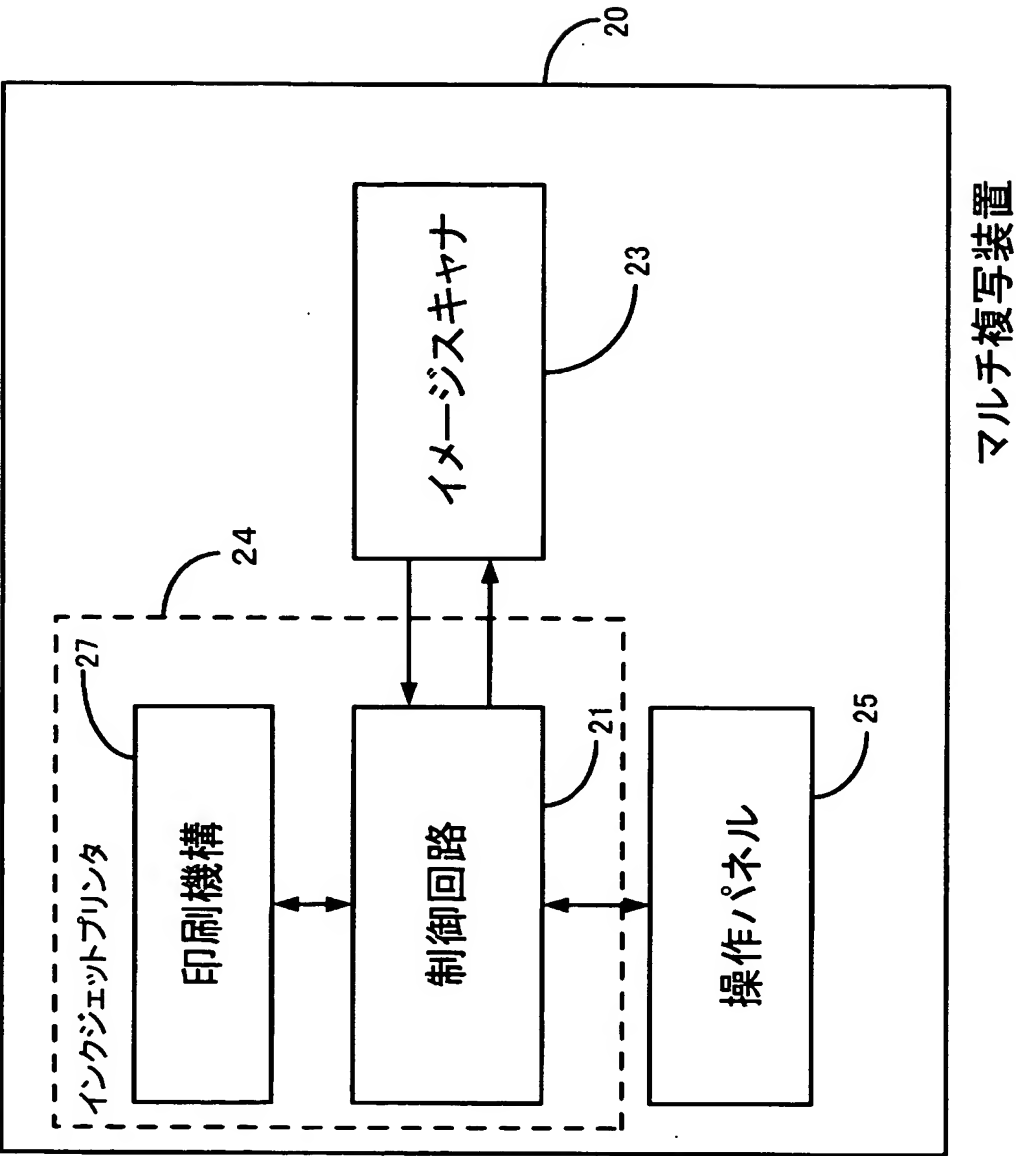 20
インクジェットプリンタ
24
27
印刷機構
制御回路
21
イメージスキャナ
23
操作パネル
25
マルチ複写装置